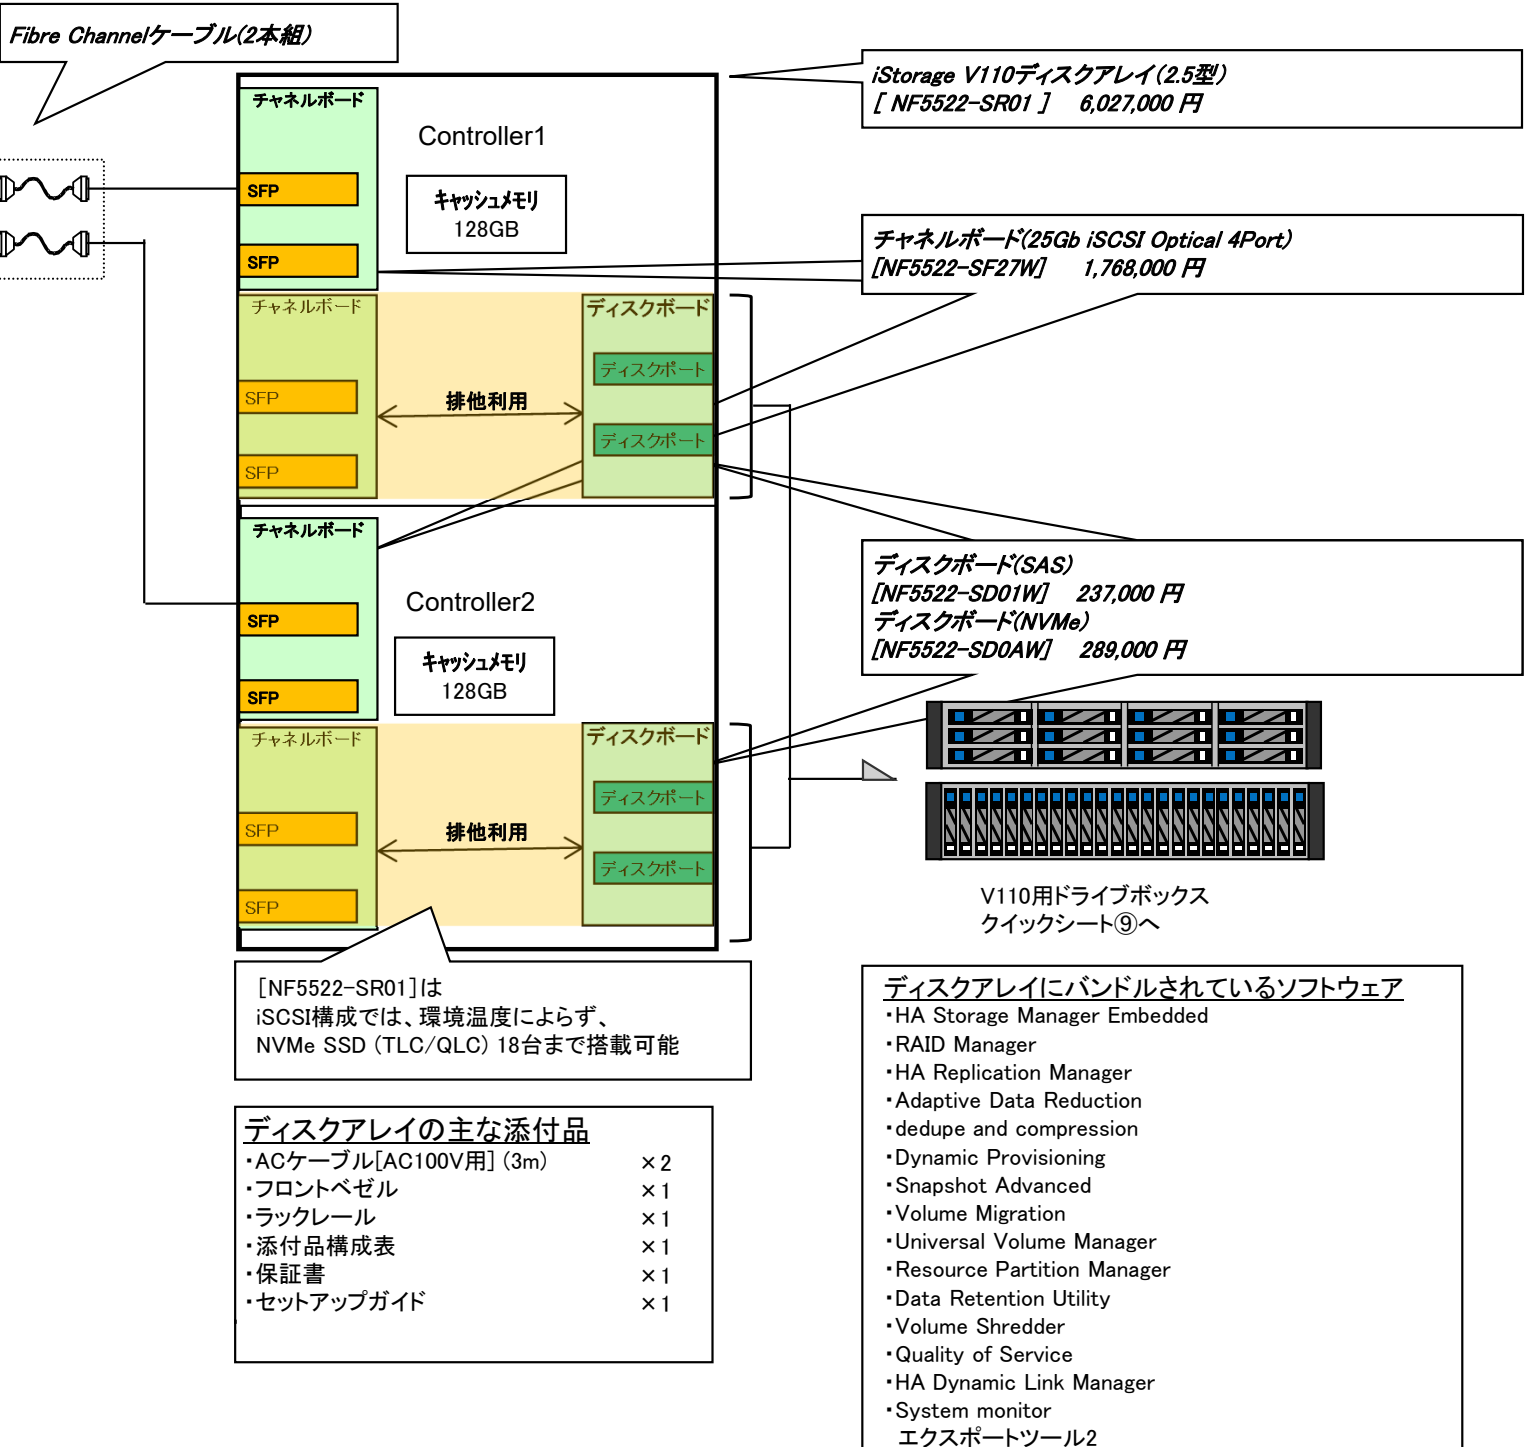 Fibre Channelケーブル(2本組)
iStorage V110ディスクアレイ(2.5型)
[ NF5522-SR01 ] 6,027,000 円
チャネルボード
Controller1
SFP
キャッシュメモリ
128GB
SFP
チャネルボード(25Gb iSCSI Optical 4Port)
[NF5522-SF27W] 1,768,000 円
チャネルボード
ディスクボード
ディスクポート
SFP
排他利用
ディスクポート
SFP
チャネルボード
Controller2
SFP
キャッシュメモリ
128GB
SFP
ディスクボード(SAS)
[NF5522-SD01W] 237,000 円
ディスクボード(NVMe)
[NF5522-SD0AW] 289,000 円
チャネルボード
ディスクボード
ディスクポート
SFP
排他利用
ディスクポート
SFP
V110用ドライブボックス
クイックシート⑨へ
[NF5522-SR01]は
iSCSI構成では、環境温度によらず、
NVMe SSD (TLC/QLC) 18台まで搭載可能
ディスクアレイの主な添付品
・ACケーブル[AC100V用] (3m) ×2
・フロントベゼル ×1
・ラックレール ×1
・添付品構成表 ×1
・保証書 ×1
・セットアップガイド ×1
ディスクアレイにバンドルされているソフトウェア
・HA Storage Manager Embedded
・RAID Manager
・HA Replication Manager
・Adaptive Data Reduction
・dedupe and compression
・Dynamic Provisioning
・Snapshot Advanced
・Volume Migration
・Universal Volume Manager
・Resource Partition Manager
・Data Retention Utility
・Volume Shredder
・Quality of Service
・HA Dynamic Link Manager
・System monitor
エクスポートツール2